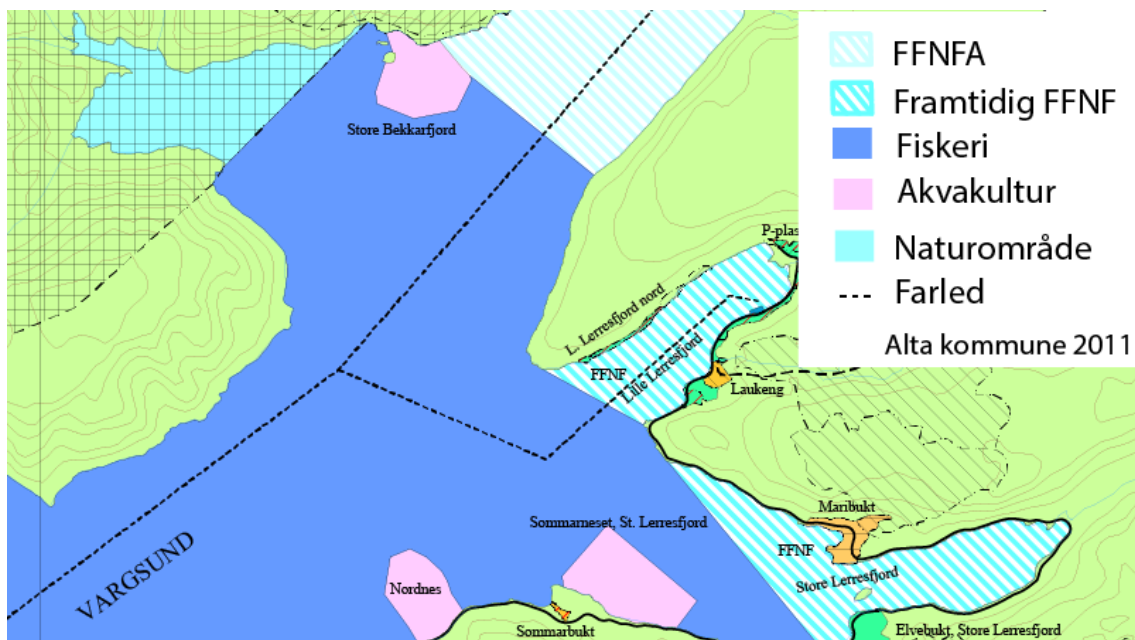 FFNFA
Framtidig FFNF
Fiskeri
Akvakultur
Naturområde
Farled
Alta kommune 2011
Store Bekkarfjord
P-plas
L. Lerresfjord nord
Lille Lerresfjord
FFNF
Laukeng
Maribukt
Sommarneset, St. Lerresfjord
FFNF
Store Lerresfjord
Nordnes
VARGSUND
Sommarbukt
Elvebukt, Store Lerresfjord